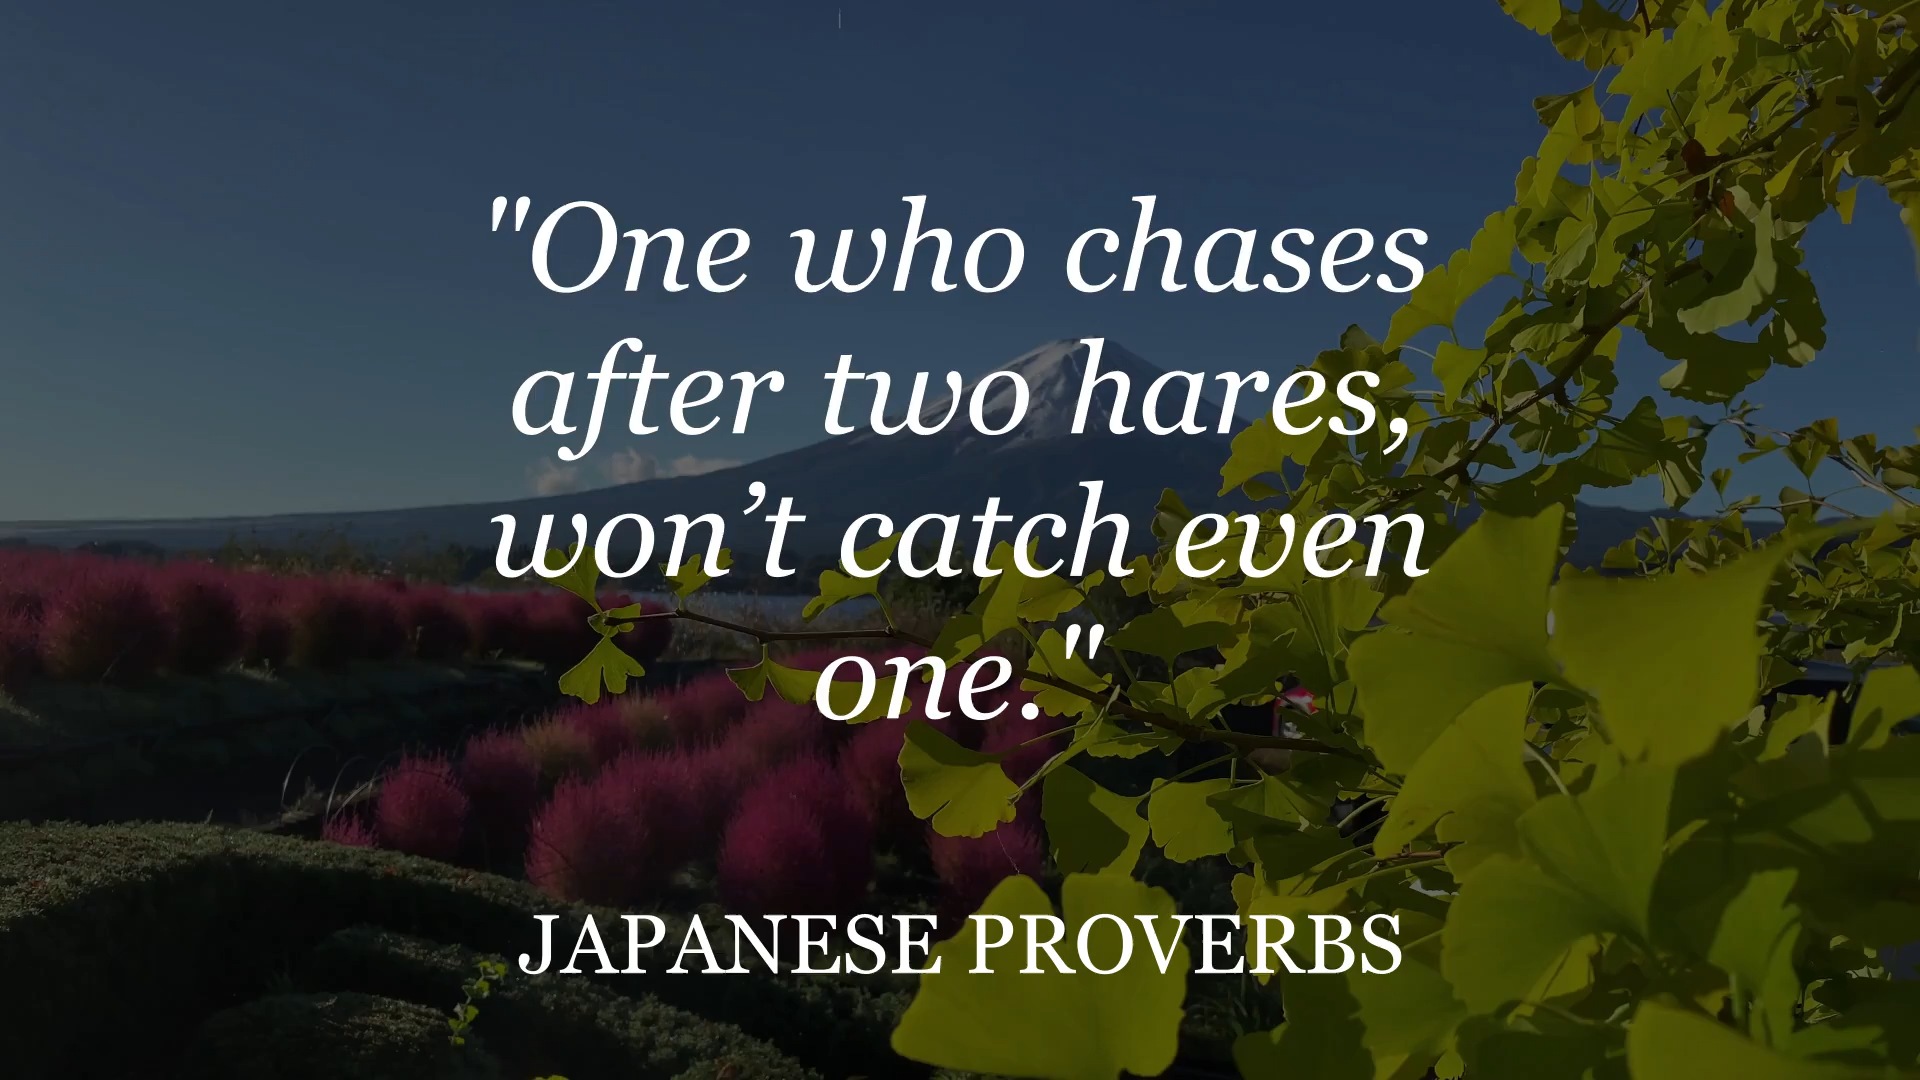 "One who chases
after two hares,
won’t catch even
one."
JAPANESE PROVERBS